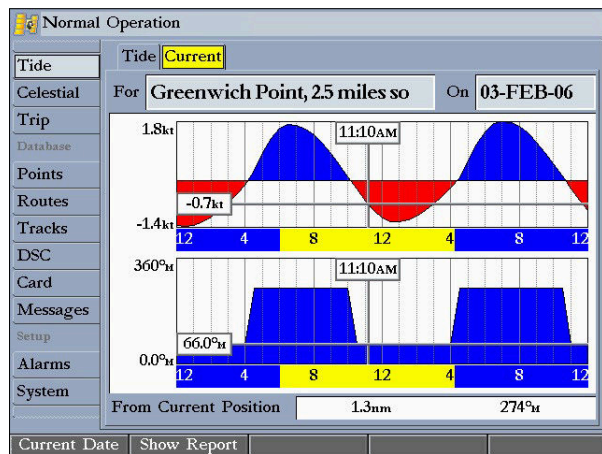 Normal Operation
Tide Current
Tide
Celestial
Trip
Database
Points
Routes
Tracks
DSC
Card
Messages
Setup
Alarms
System
For Greenwich Point, 2.5 miles so On 03-FEB-06
1.8kt
11:10AM
-0.7kt
-1.4kt
12 4 8 12 4 8 12
360°M
11:10AM
66.0°M
0.0°M
12 4 8 12 4 8 12
From Current Position 1.3nm 274°M
Current Date Show Report